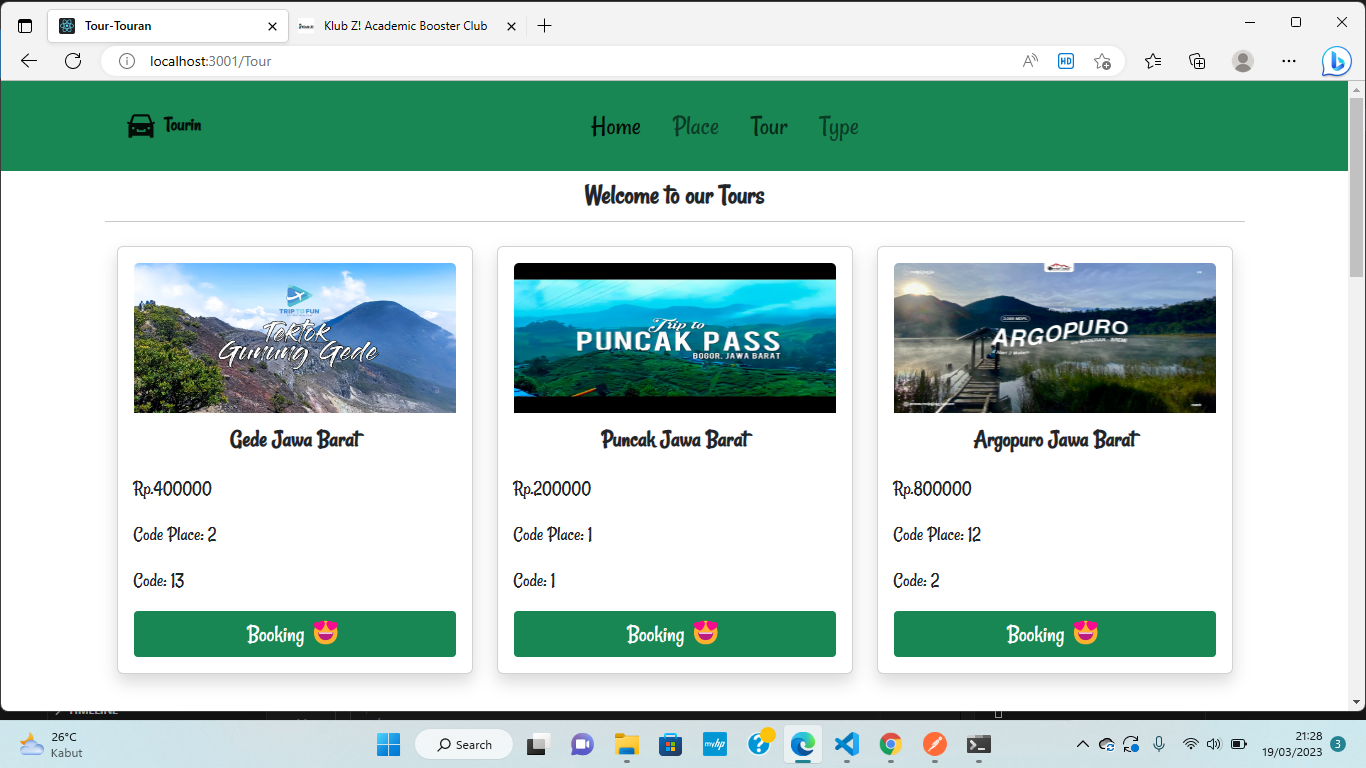 Tour-Touran
Klub Z! Academic Booster Club
localhost:3001/Tour
HD
Tourin
Home Place Tour Type
Welcome to our Tours
TRIP TO FUN
Tektok
Gunung Gede
Trip to
PUNCAK PASS
BOGOR, JAWA BARAT
ARGOPURO
Gede Jawa Barat
Puncak Jawa Barat
Argopuro Jawa Barat
Rp.400000
Rp.200000
Rp.800000
Code Place: 2
Code Place: 1
Code Place: 12
Code: 13
Code: 1
Code: 2
Booking 😍
Booking 😍
Booking 😍
TIMELINE
26°C
Kabut
Search
myhp
21:28
19/03/2023
3